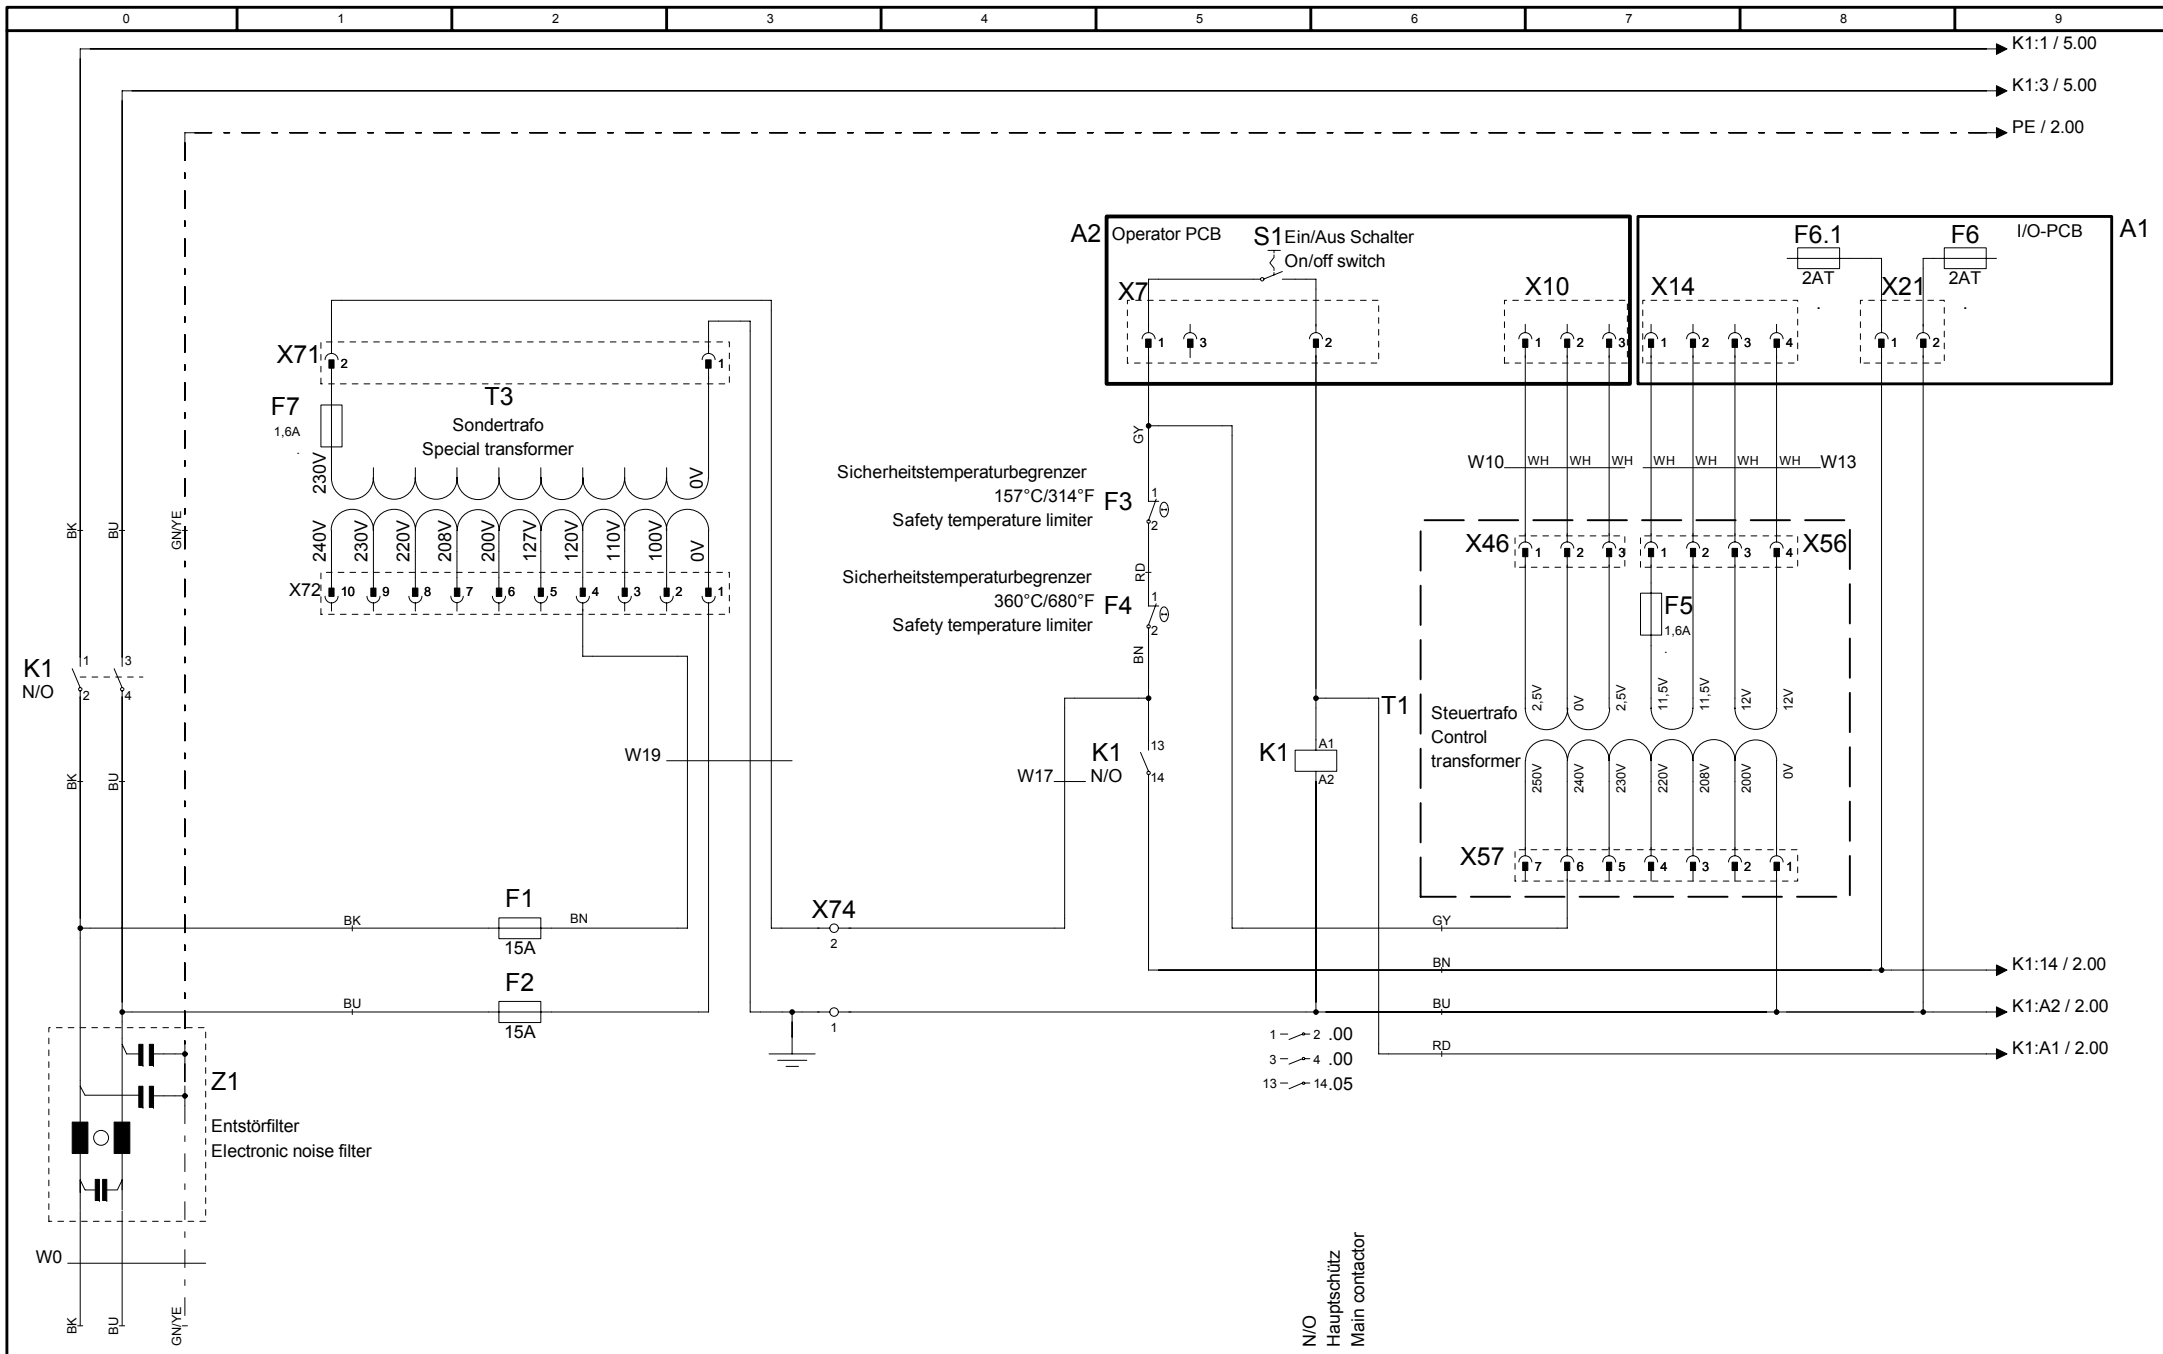 0 1 2 3 4 5 6 7 8 9
K1:1 / 5.00
K1:3 / 5.00
PE / 2.00
A2 Operator PCB S1 Ein/Aus Schalter
On/off switch
F6.1 F6 I/O-PCB A1
2AT 2AT
X7 X10 X14 X21
1 3 2 1 2 3 1 2 3 4 1 2
X71 2 1
F7
1,6A
T3
Sondertrafo
Special transformer
230V 0V
240V 230V 220V 208V 200V 127V 120V 110V 100V 0V
X72 10 9 8 7 6 5 4 3 2 1
GY
W10 WH WH WH WH WH WH WH W13
Sicherheitstemperaturbegrenzer
157°C/314°F
Safety temperature limiter
F3
1
2
RD
Sicherheitstemperaturbegrenzer
360°C/680°F
Safety temperature limiter
F4
1
2
BN
BK BU GN/YE
X46 1 2 3 1 2 3 4 X56
F5
1,6A
K1
N/O
1 3
2 4
T1
Steuertrafo
Control
transformer
2,5V 0V 2,5V 11,5V 11,5V 12V 12V
250V 240V 230V 220V 208V 200V 0V
X57 7 6 5 4 3 2 1
W19
W17
K1
N/O
13
14
K1
A1
A2
BK BU
F1
BK BN
15A
X74
2
GY
BN
K1:14 / 2.00
F2
BU
15A
1
BU
K1:A2 / 2.00
1 2 .00
3 4 .00
13 14 .05
RD
K1:A1 / 2.00
Z1
Entstörfilter
Electronic noise filter
W0
BK BU GN/YE
N/O
Hauptschütz
Main contactor